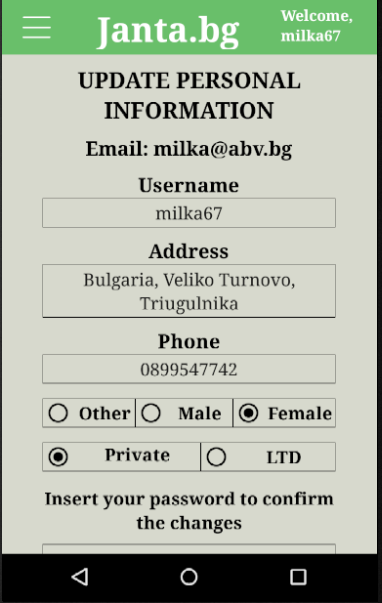 Janta.bg
Welcome,
milka67
UPDATE PERSONAL
INFORMATION
Email: milka@abv.bg
Username
milka67
Address
Bulgaria, Veliko Turnovo,
Triugulnika
Phone
0899547742
Other Male Female
Private LTD
Insert your password to confirm
the changes